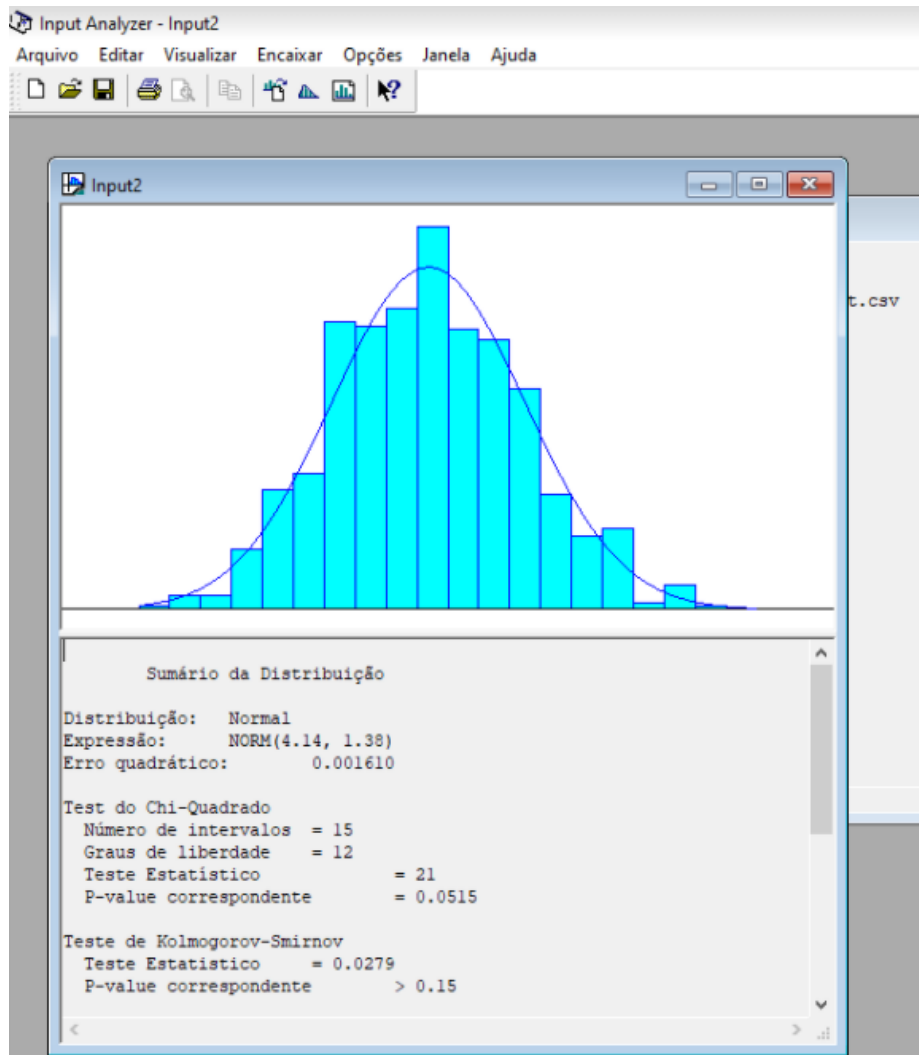 Input Analyzer - Input2
Arquivo Editar Visualizar Encaixar Opções Janela Ajuda
Input2
t.csv
Sumário da Distribuição
Distribuição: Normal
Expressão: NORM(4.14, 1.38)
Erro quadrático: 0.001610
Test do Chi-Quadrado
Número de intervalos = 15
Graus de liberdade = 12
Teste Estatístico = 21
P-value correspondente = 0.0515
Teste de Kolmogorov-Smirnov
Teste Estatistico = 0.0279
P-value correspondente > 0.15